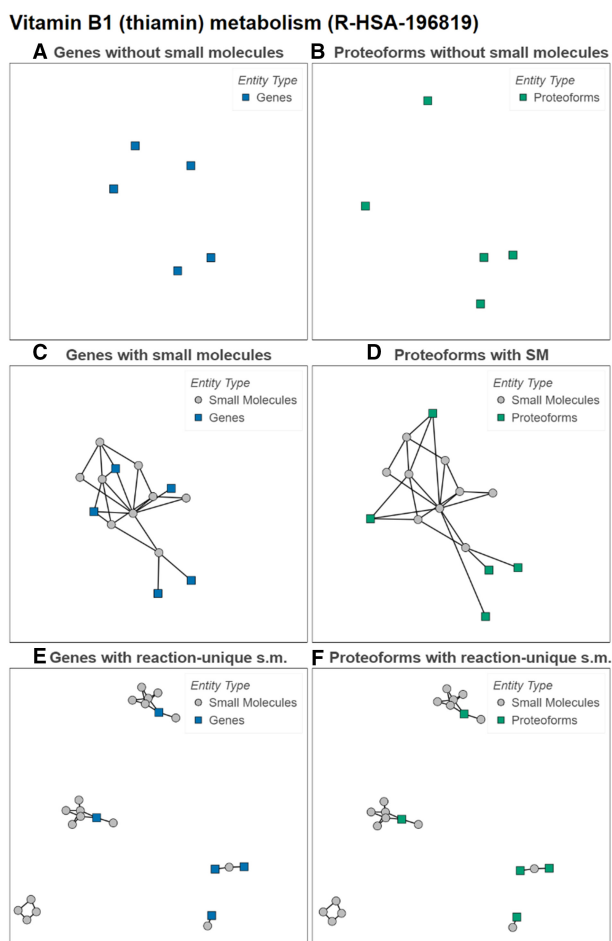 Vitamin B1 (thiamin) metabolism (R-HSA-196819)
A Genes without small molecules
Entity Type
Genes
B Proteoforms without small molecules
Entity Type
Proteoforms
C Genes with small molecules
Entity Type
Small Molecules
Genes
D Proteoforms with SM
Entity Type
Small Molecules
Proteoforms
E Genes with reaction-unique s.m.
Entity Type
Small Molecules
Genes
F Proteoforms with reaction-unique s.m.
Entity Type
Small Molecules
Proteoforms